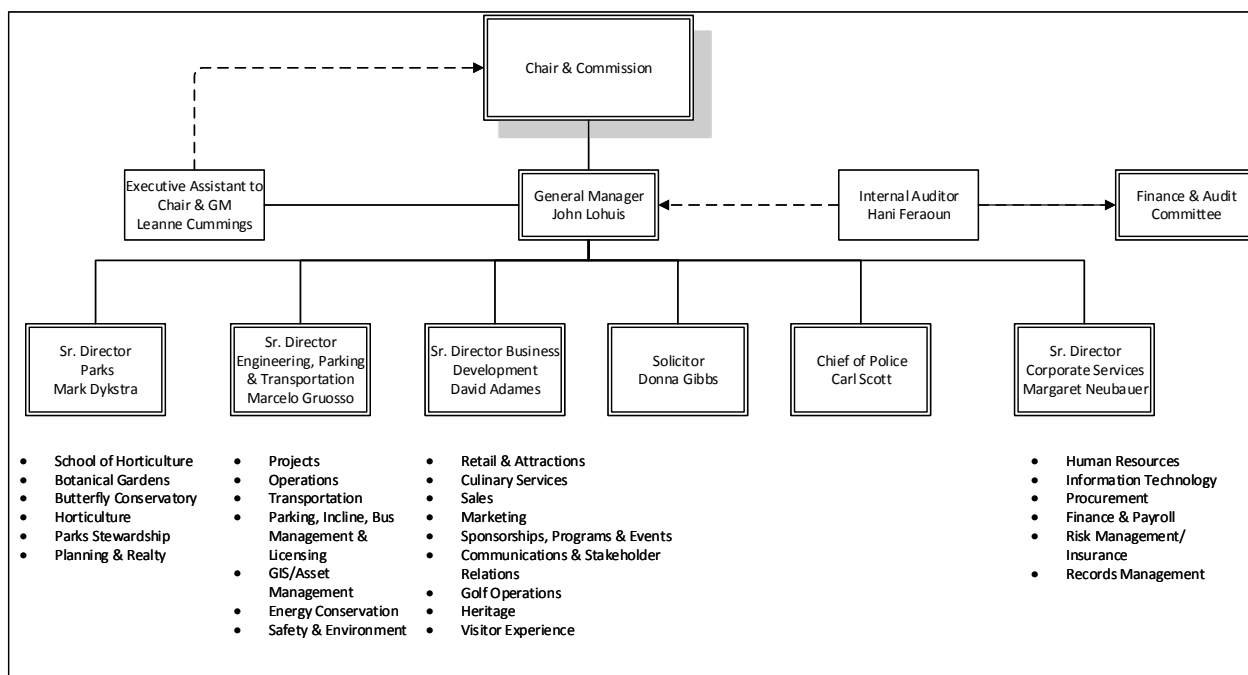 Chair & Commission
Executive Assistant to
Chair & GM
Leanne Cummings
General Manager
John Lohuis
Internal Auditor
Hani Feraoun
Finance & Audit
Committee
Sr. Director
Parks
Mark Dykstra
Sr. Director
Engineering, Parking
& Transportation
Marcelo Gruosso
Sr. Director Business
Development
David Adames
Solicitor
Donna Gibbs
Chief of Police
Carl Scott
Sr. Director
Corporate Services
Margaret Neubauer
• School of Horticulture
• Botanical Gardens
• Butterfly Conservatory
• Horticulture
• Parks Stewardship
• Planning & Realty
• Projects
• Operations
• Transportation
• Parking, Incline, Bus
Management &
Licensing
• GIS/Asset
Management
• Energy Conservation
• Safety & Environment
• Retail & Attractions
• Culinary Services
• Sales
• Marketing
• Sponsorships, Programs & Events
• Communications & Stakeholder
Relations
• Golf Operations
• Heritage
• Visitor Experience
• Human Resources
• Information Technology
• Procurement
• Finance & Payroll
• Risk Management/
Insurance
• Records Management